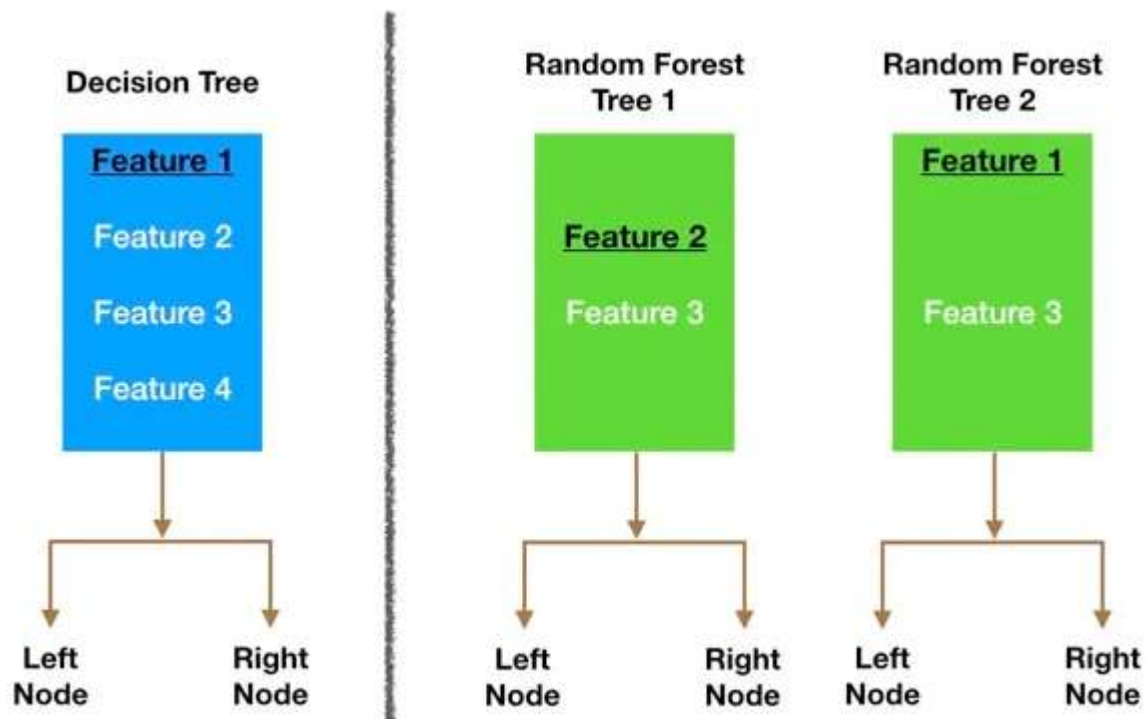 Decision Tree
Feature 1
Feature 2
Feature 3
Feature 4
Left
Node
Right
Node
Random Forest
Tree 1
Feature 2
Feature 3
Left
Node
Right
Node
Random Forest
Tree 2
Feature 1
Feature 3
Left
Node
Right
Node